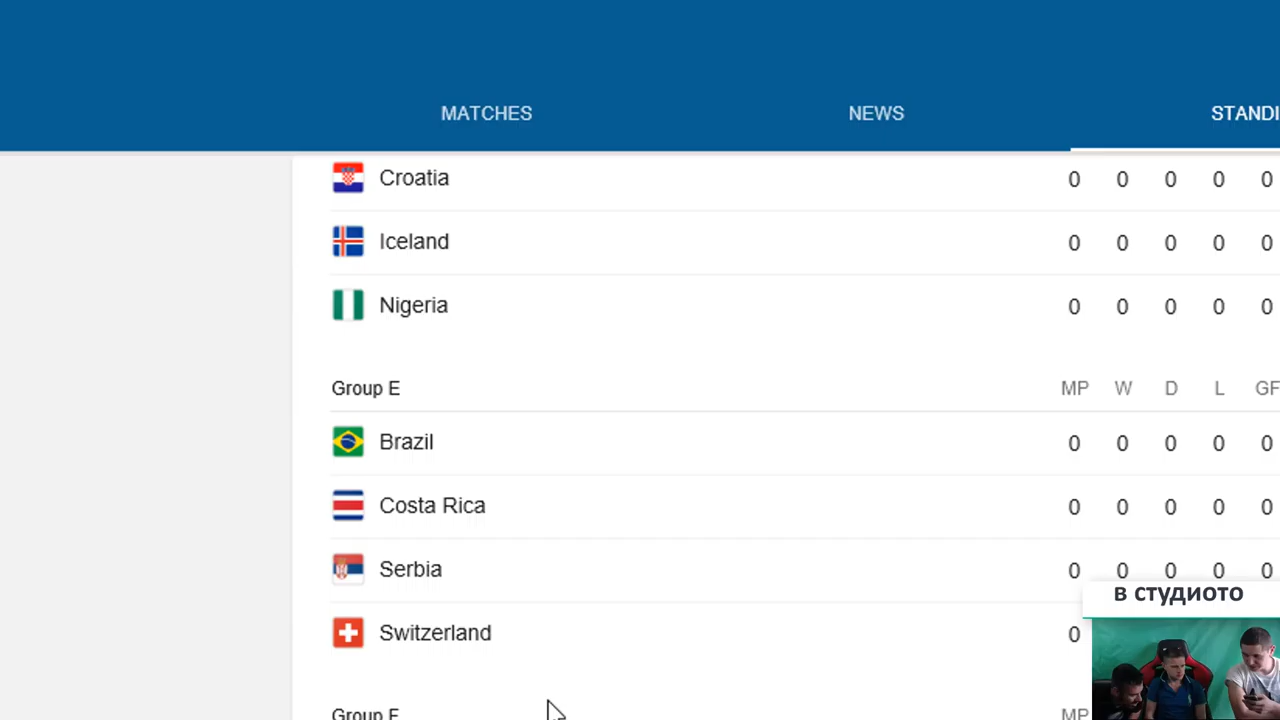 MATCHES NEWS STANDI
Croatia 0 0 0 0 0
Iceland 0 0 0 0 0
Nigeria 0 0 0 0 0
Group E MP W D L GF
Brazil 0 0 0 0 0
Costa Rica 0 0 0 0 0
Serbia 0 0 0 0 0
в студиото
Switzerland 0
Group F MP